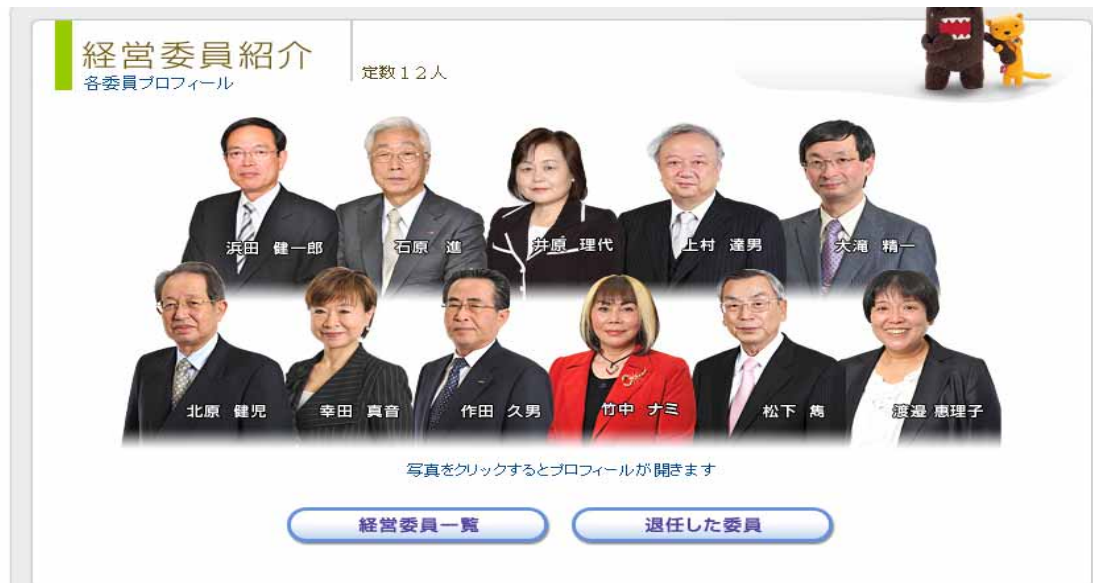 経営委員紹介
各委員プロフィール
定数12人
浜田 健一郎
石原 進
井原 理代
上村 達男
大滝 精一
北原 健児
幸田 真音
作田 久男
竹中 ナミ
松下 雋
渡邉 惠理子
写真をクリックするとプロフィールが開きます
経営委員一覧
退任した委員